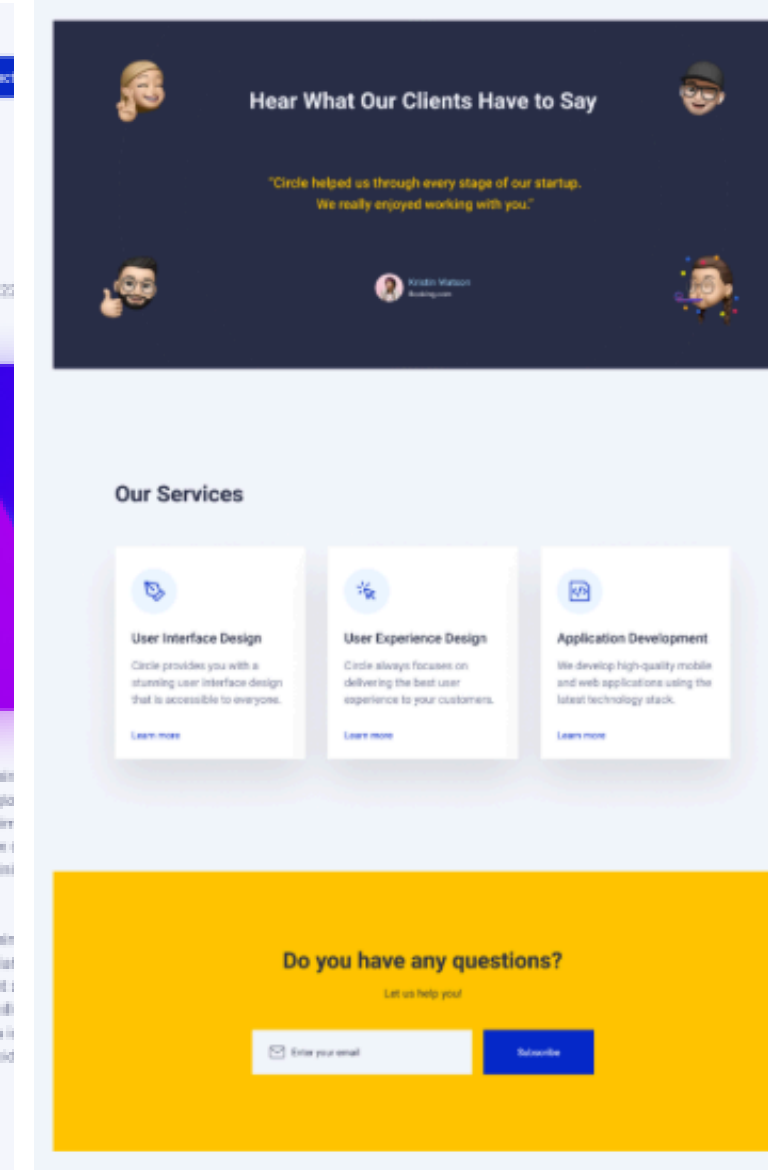 Hear What Our Clients Have to Say
"Circle helped us through every stage of our startup.
We really enjoyed working with you."
Kristin Watson
Booking.com
Our Services
User Interface Design
Circle provides you with a
stunning user interface design
that is accessible to everyone.
Learn more
User Experience Design
Circle always focuses on
delivering the best user
experience to your customers.
Learn more
Application Development
We develop high-quality mobile
and web applications using the
latest technology stack.
Learn more
Do you have any questions?
Let us help you!
Enter your email
Subscribe